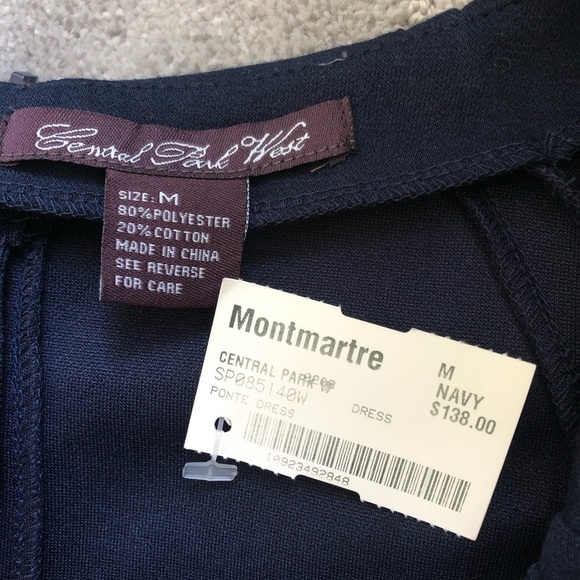 Central Park West
SIZE: M
80%POLYESTER
20%COTTON
MADE IN CHINA
SEE REVERSE
FOR CARE
Montmartre
M
CENTRAL PARK W
NAVY
SP085140W
$138.00
PONTE DRESS
DRESS
10923492848